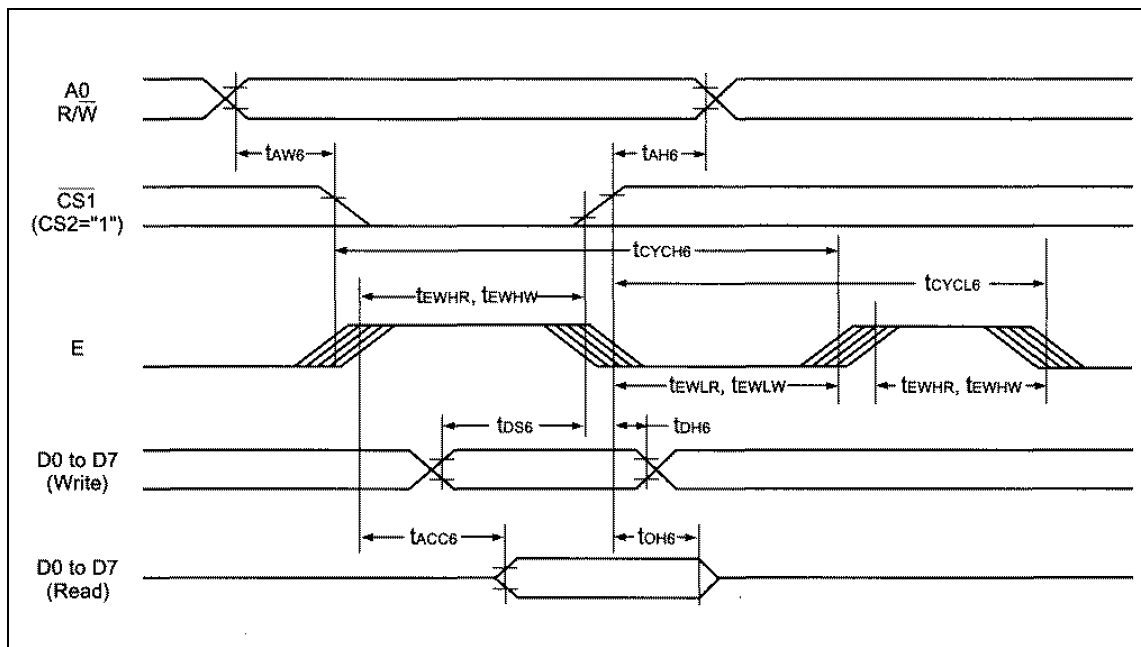 A0
R/W̅
tAW6
tAH6
C̅S̅1̅
(CS2="1")
tCYCH6
tEWHR, tEWHW
tCYCL6
E
tEWLR, tEWLW
tEWHR, tEWHW
tDS6
tDH6
D0 to D7
(Write)
tACC6
tOH6
D0 to D7
(Read)